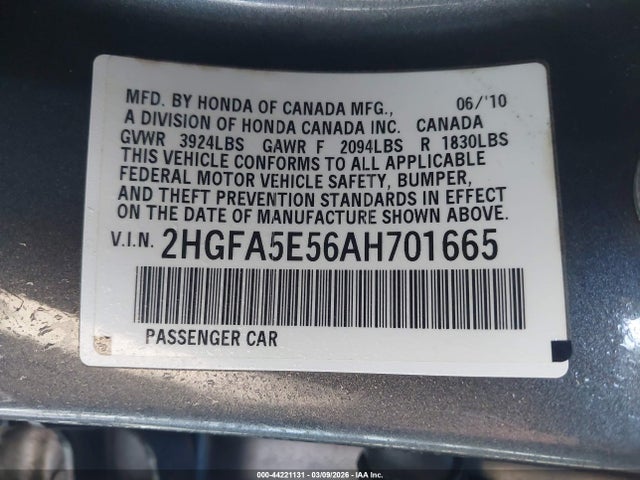 MFD. BY HONDA OF CANADA MFG., 06/'10
A DIVISION OF HONDA CANADA INC. CANADA
GVWR 3924LBS GAWR F 2094LBS R 1830LBS
THIS VEHICLE CONFORMS TO ALL APPLICABLE
FEDERAL MOTOR VEHICLE SAFETY, BUMPER,
AND THEFT PREVENTION STANDARDS IN EFFECT
ON THE DATE OF MANUFACTURE SHOWN ABOVE.
V.I.N. 2HGFA5E56AH701665
PASSENGER CAR
000-44221131 - 03/09/2026 - IAA Inc.